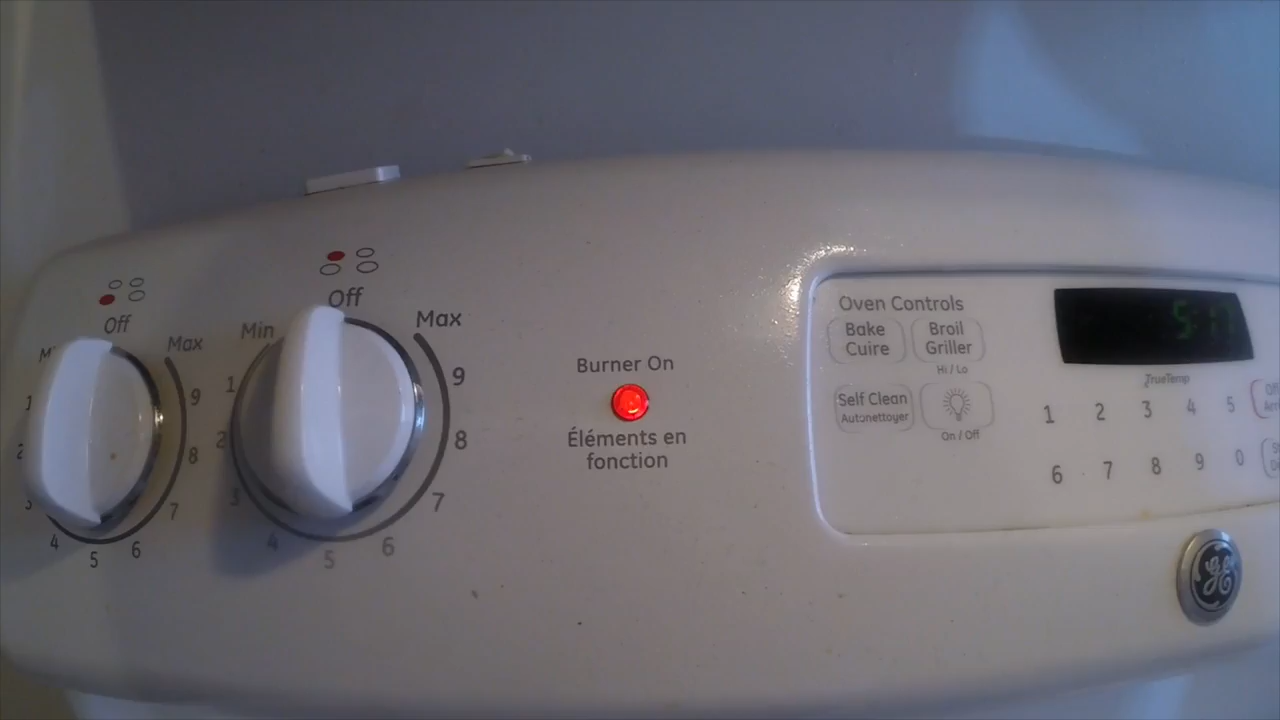 Off
Max
9
8
7
6
5
4
1
Off
Min
Max
1
2
3
4
5
6
7
8
9
Burner On
Éléments en
fonction
Oven Controls
Bake
Cuire
Broil
Griller
Hi / Lo
Self Clean
Autonettoyer
On / Off
TrueTemp
1 2 3 4 5
6 7 8 9 0
GE